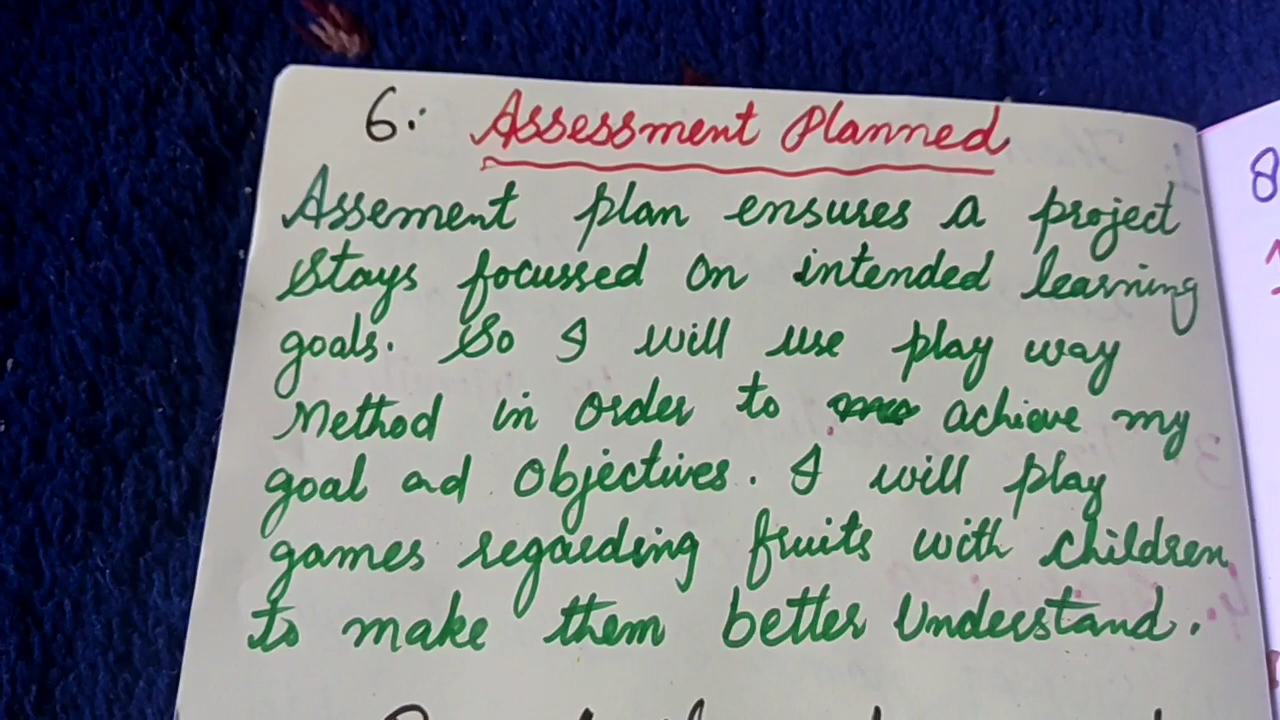 6: Assessment Planned
Assement plan ensures a project
stays focussed on intended learning
goals. So I will use play way
Method in order to achieve my
goal and objectives. I will play
games regarding fruits with children
to make them better Understand.
8